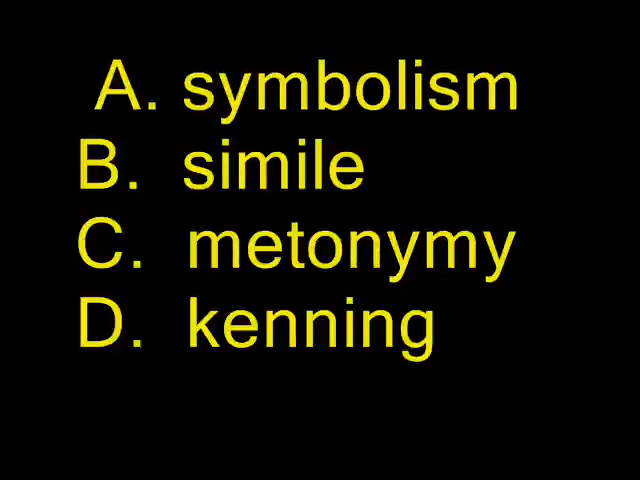 A. symbolism
B. simile
C. metonymy
D. kenning